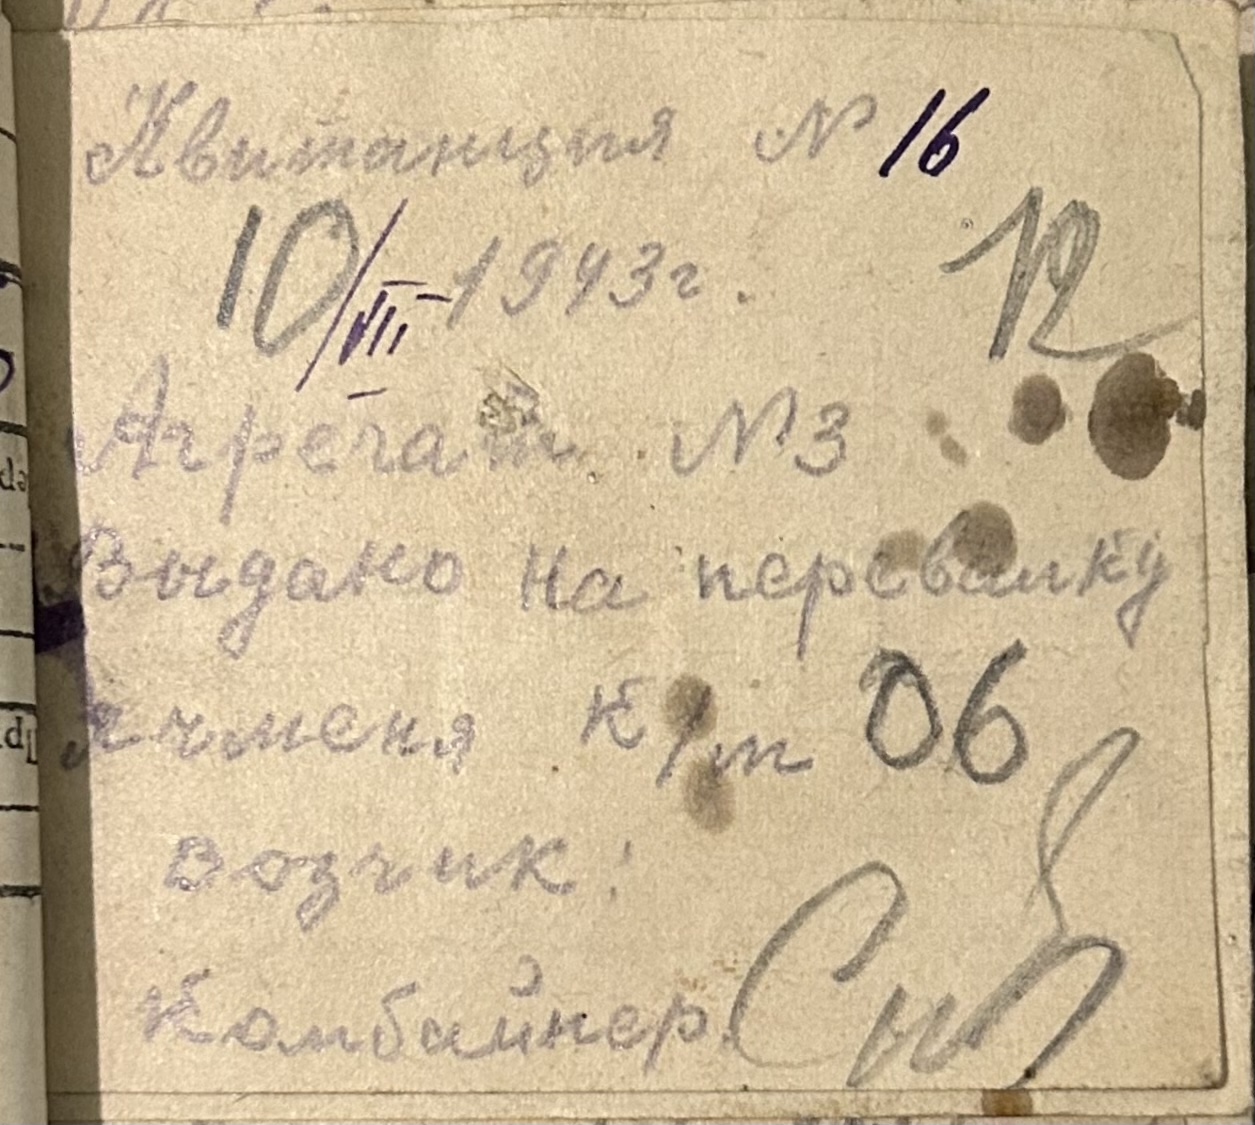 Квитанция № 16
10/VII-1943г. 12
Агрегат №3
Выдано на перевалку
ячменя к/т 06
возчик:
Комбайнер